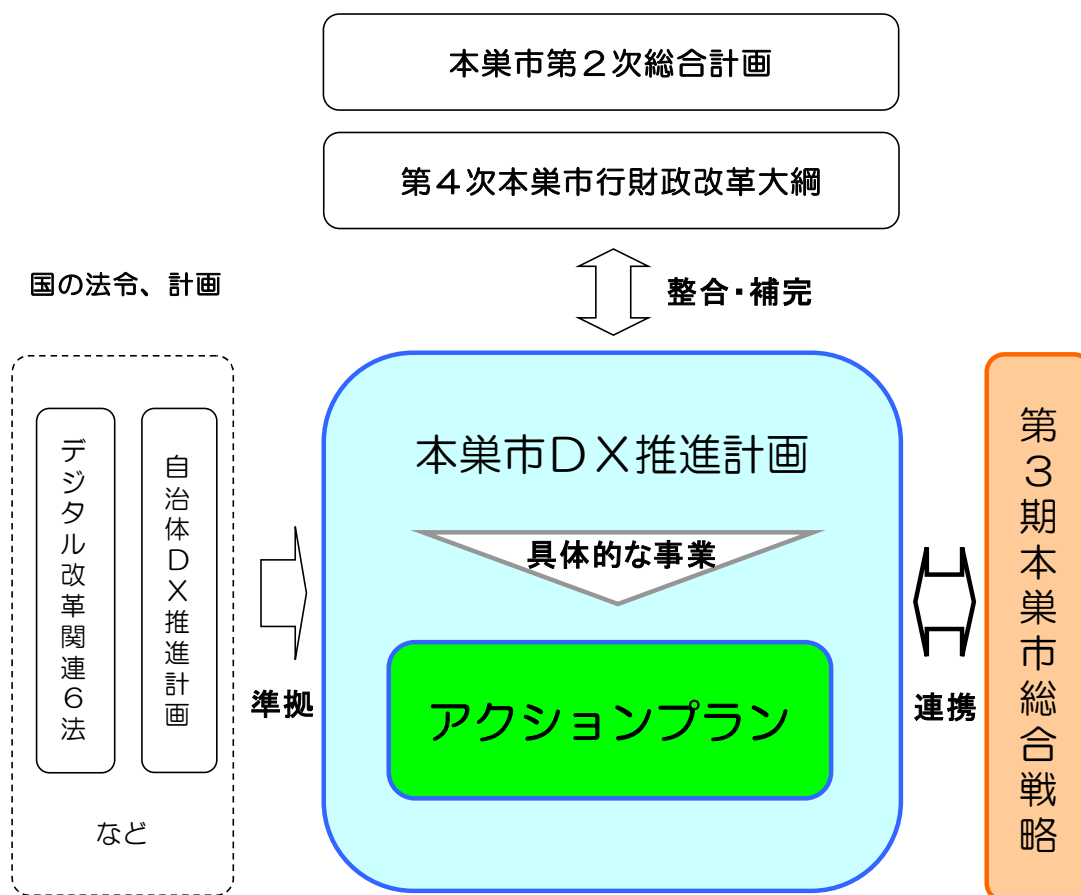 本巣市第２次総合計画
第４次本巣市行財政改革大綱
整合・補完
国の法令、計画
デジタル改革関連６法
自治体ＤＸ推進計画
など
準拠
本巣市ＤＸ推進計画
具体的な事業
アクションプラン
連携
第３期本巣市総合戦略